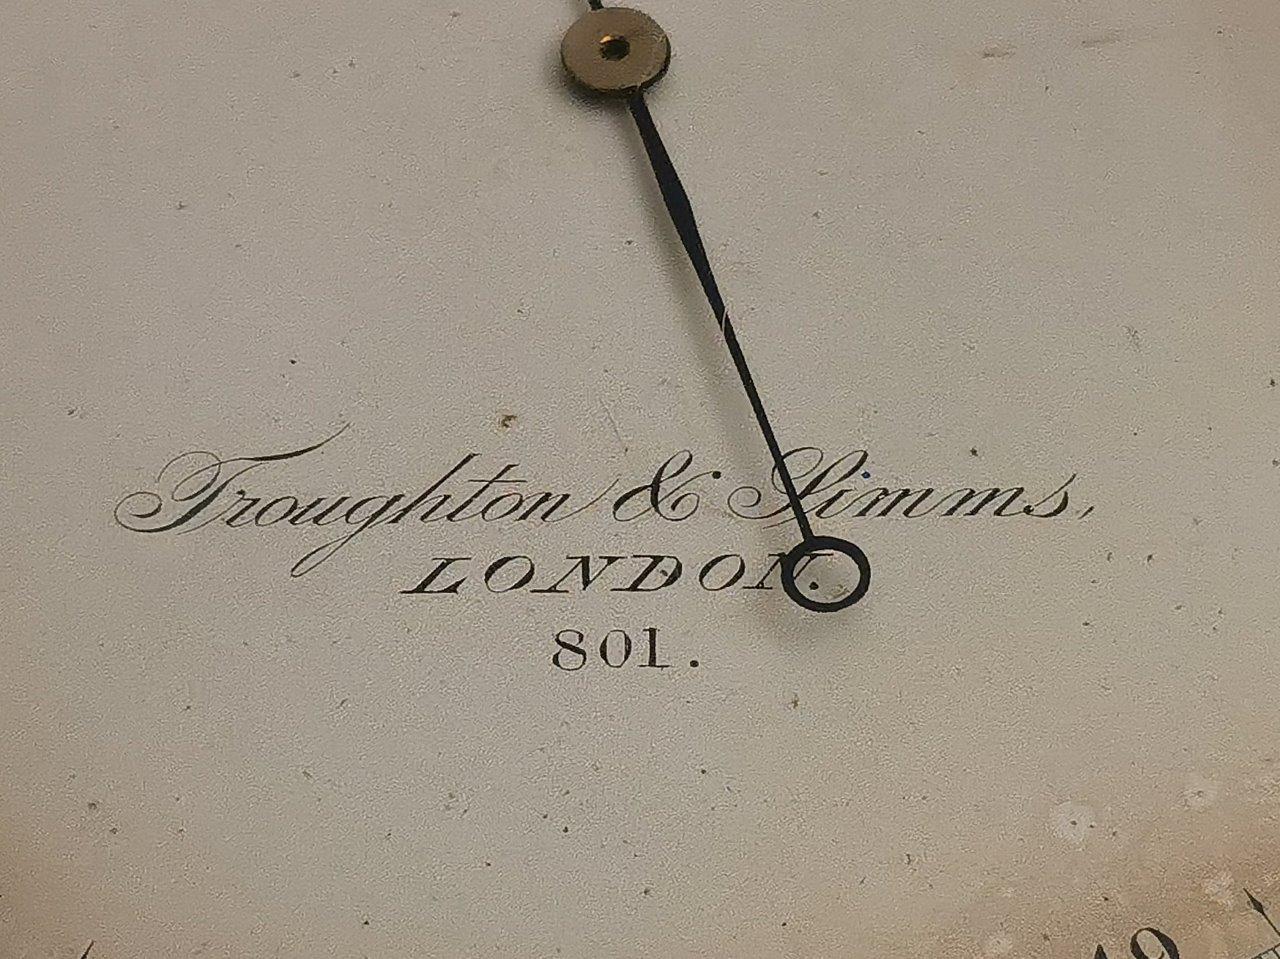 Troughton & Simms,
LONDON.
801.